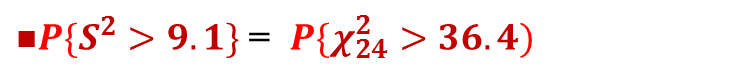 ▪P{S² > 9.1} = P{χ²₂₄ > 36.4)